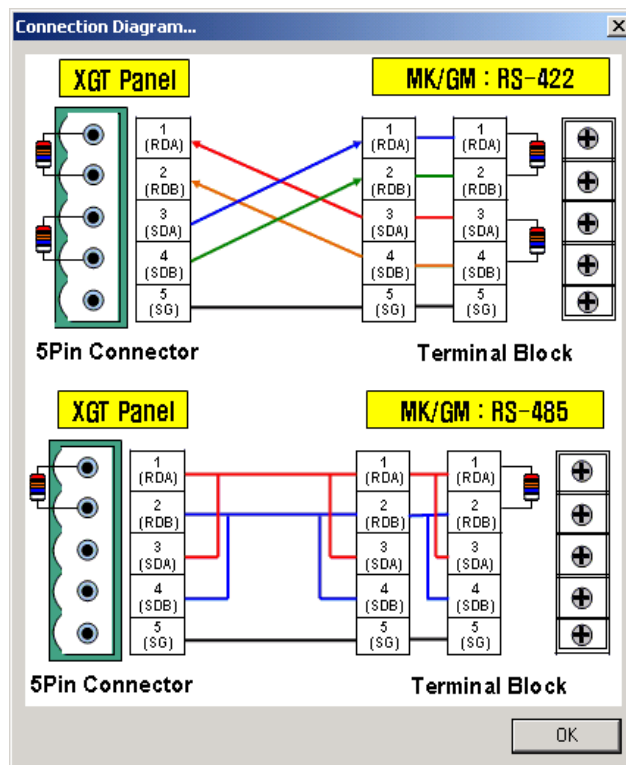 Connection Diagram...
XGT Panel
MK/GM : RS-422
1
(RDA)
2
(RDB)
3
(SDA)
4
(SDB)
5
(SG)
1
(RDA)
2
(RDB)
3
(SDA)
4
(SDB)
5
(SG)
1
(RDA)
2
(RDB)
3
(SDA)
4
(SDB)
5
(SG)
5Pin Connector
Terminal Block
XGT Panel
MK/GM : RS-485
1
(RDA)
2
(RDB)
3
(SDA)
4
(SDB)
5
(SG)
1
(RDA)
2
(RDB)
3
(SDA)
4
(SDB)
5
(SG)
1
(RDA)
2
(RDB)
3
(SDA)
4
(SDB)
5
(SG)
5Pin Connector
Terminal Block
OK